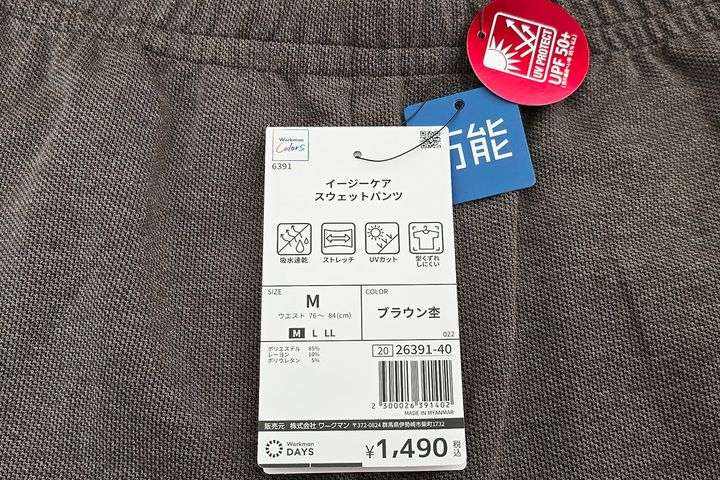 UV PROTECT
UPF 50+
能
Workman
Colors
6391
イージーケア
スウェットパンツ
吸水速乾
ストレッチ
UVカット
型くずれ
しにくい
SIZE
M
ウエスト 76〜 84(cm)
M L LL
COLOR
ブラウン杢
022
ポリエステル 85%
レーヨン 10%
ポリウレタン 5%
20 26391-40
2 300026 391402
MADE IN MYANMAR
販売元 株式会社 ワークマン 〒372-0824 群馬県伊勢崎市柴町1732
Workman
DAYS
¥1,490 税込